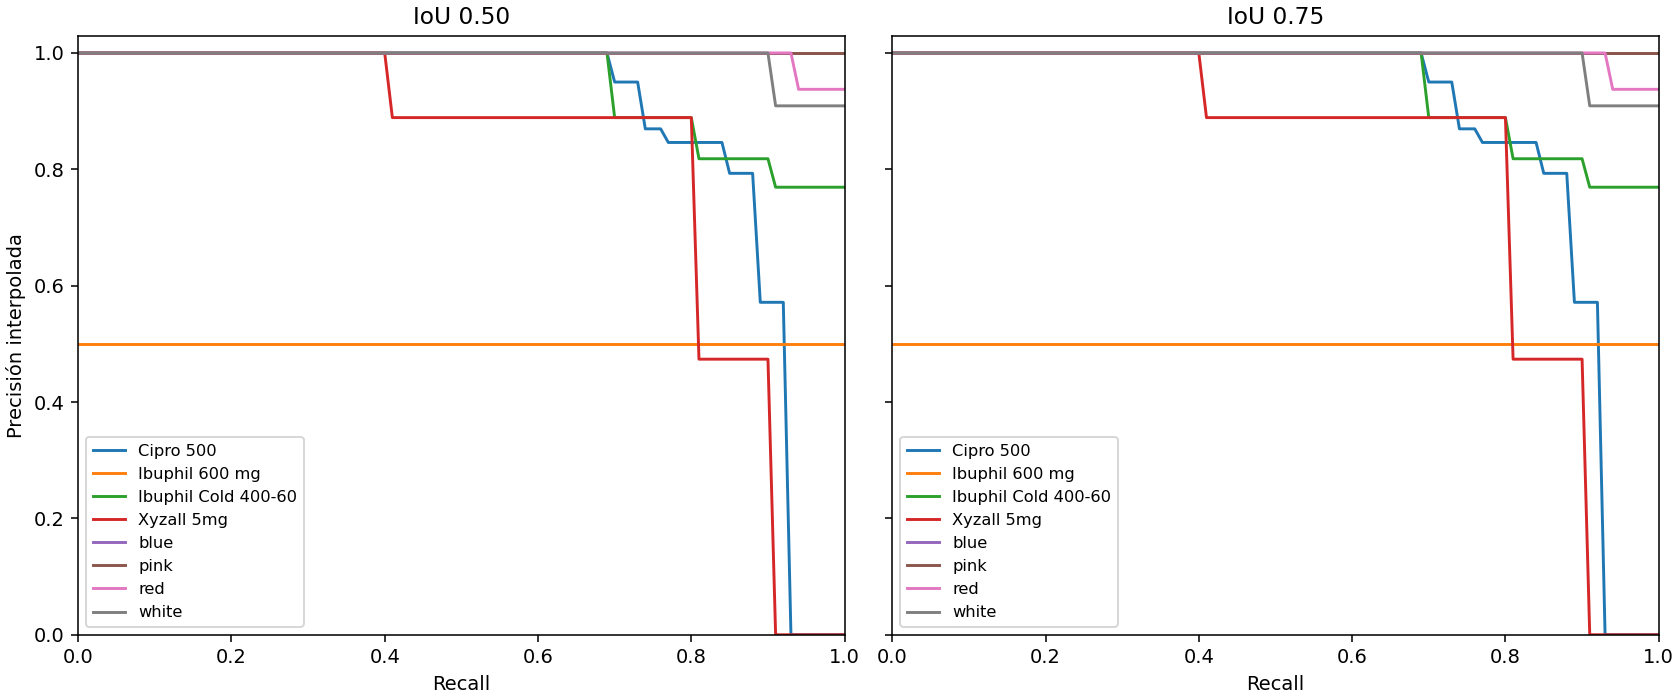 IoU 0.50
1.0
0.8
0.6
0.4
0.2
0.0
Precisión interpolada
Cipro 500
Ibuphil 600 mg
Ibuphil Cold 400-60
Xyzall 5mg
blue
pink
red
white
0.0 0.2 0.4 0.6 0.8 1.0
Recall
IoU 0.75
Cipro 500
Ibuphil 600 mg
Ibuphil Cold 400-60
Xyzall 5mg
blue
pink
red
white
0.0 0.2 0.4 0.6 0.8 1.0
Recall